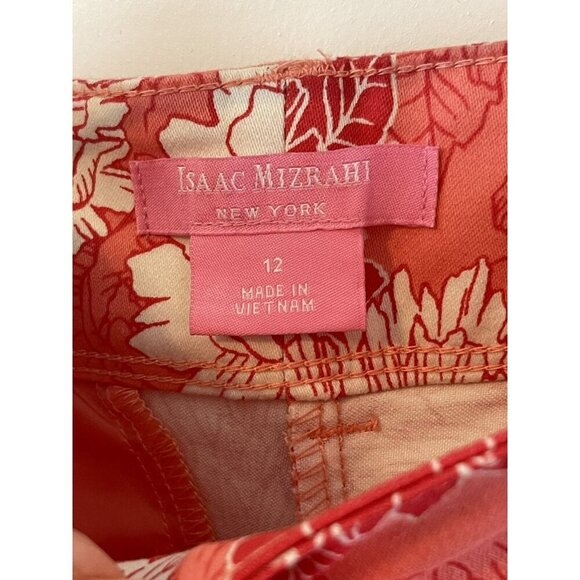 ISAAC MIZRAHI
NEW YORK
12
MADE IN
VIETNAM